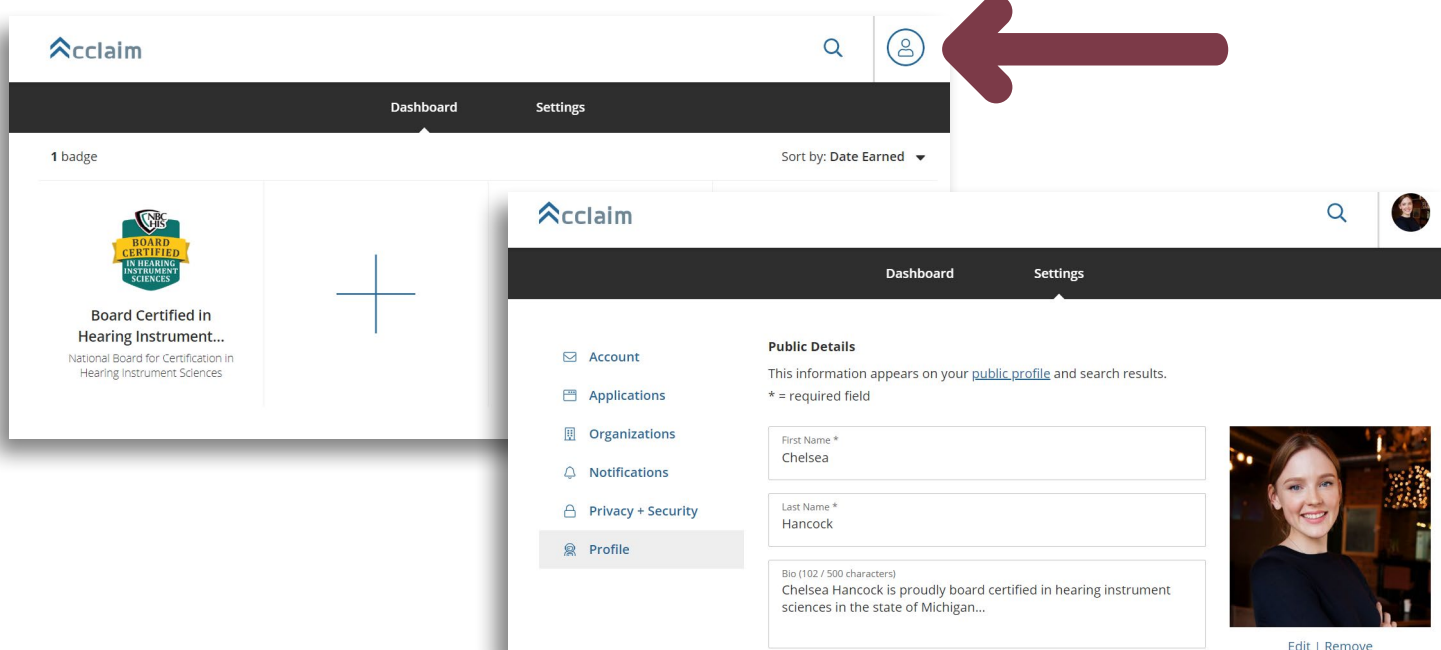 cclaim
Dashboard Settings
1 badge
Sort by: Date Earned
NBC
HIS
BOARD
CERTIFIED
IN HEARING
INSTRUMENT
SCIENCES
Board Certified in
Hearing Instrument...
National Board for Certification in
Hearing Instrument Sciences
cclaim
Dashboard Settings
Account
Applications
Organizations
Notifications
Privacy + Security
Profile
Public Details
This information appears on your public profile and search results.
* = required field
First Name *
Chelsea
Last Name *
Hancock
Bio (102 / 500 characters)
Chelsea Hancock is proudly board certified in hearing instrument
sciences in the state of Michigan...
Edit | Remove